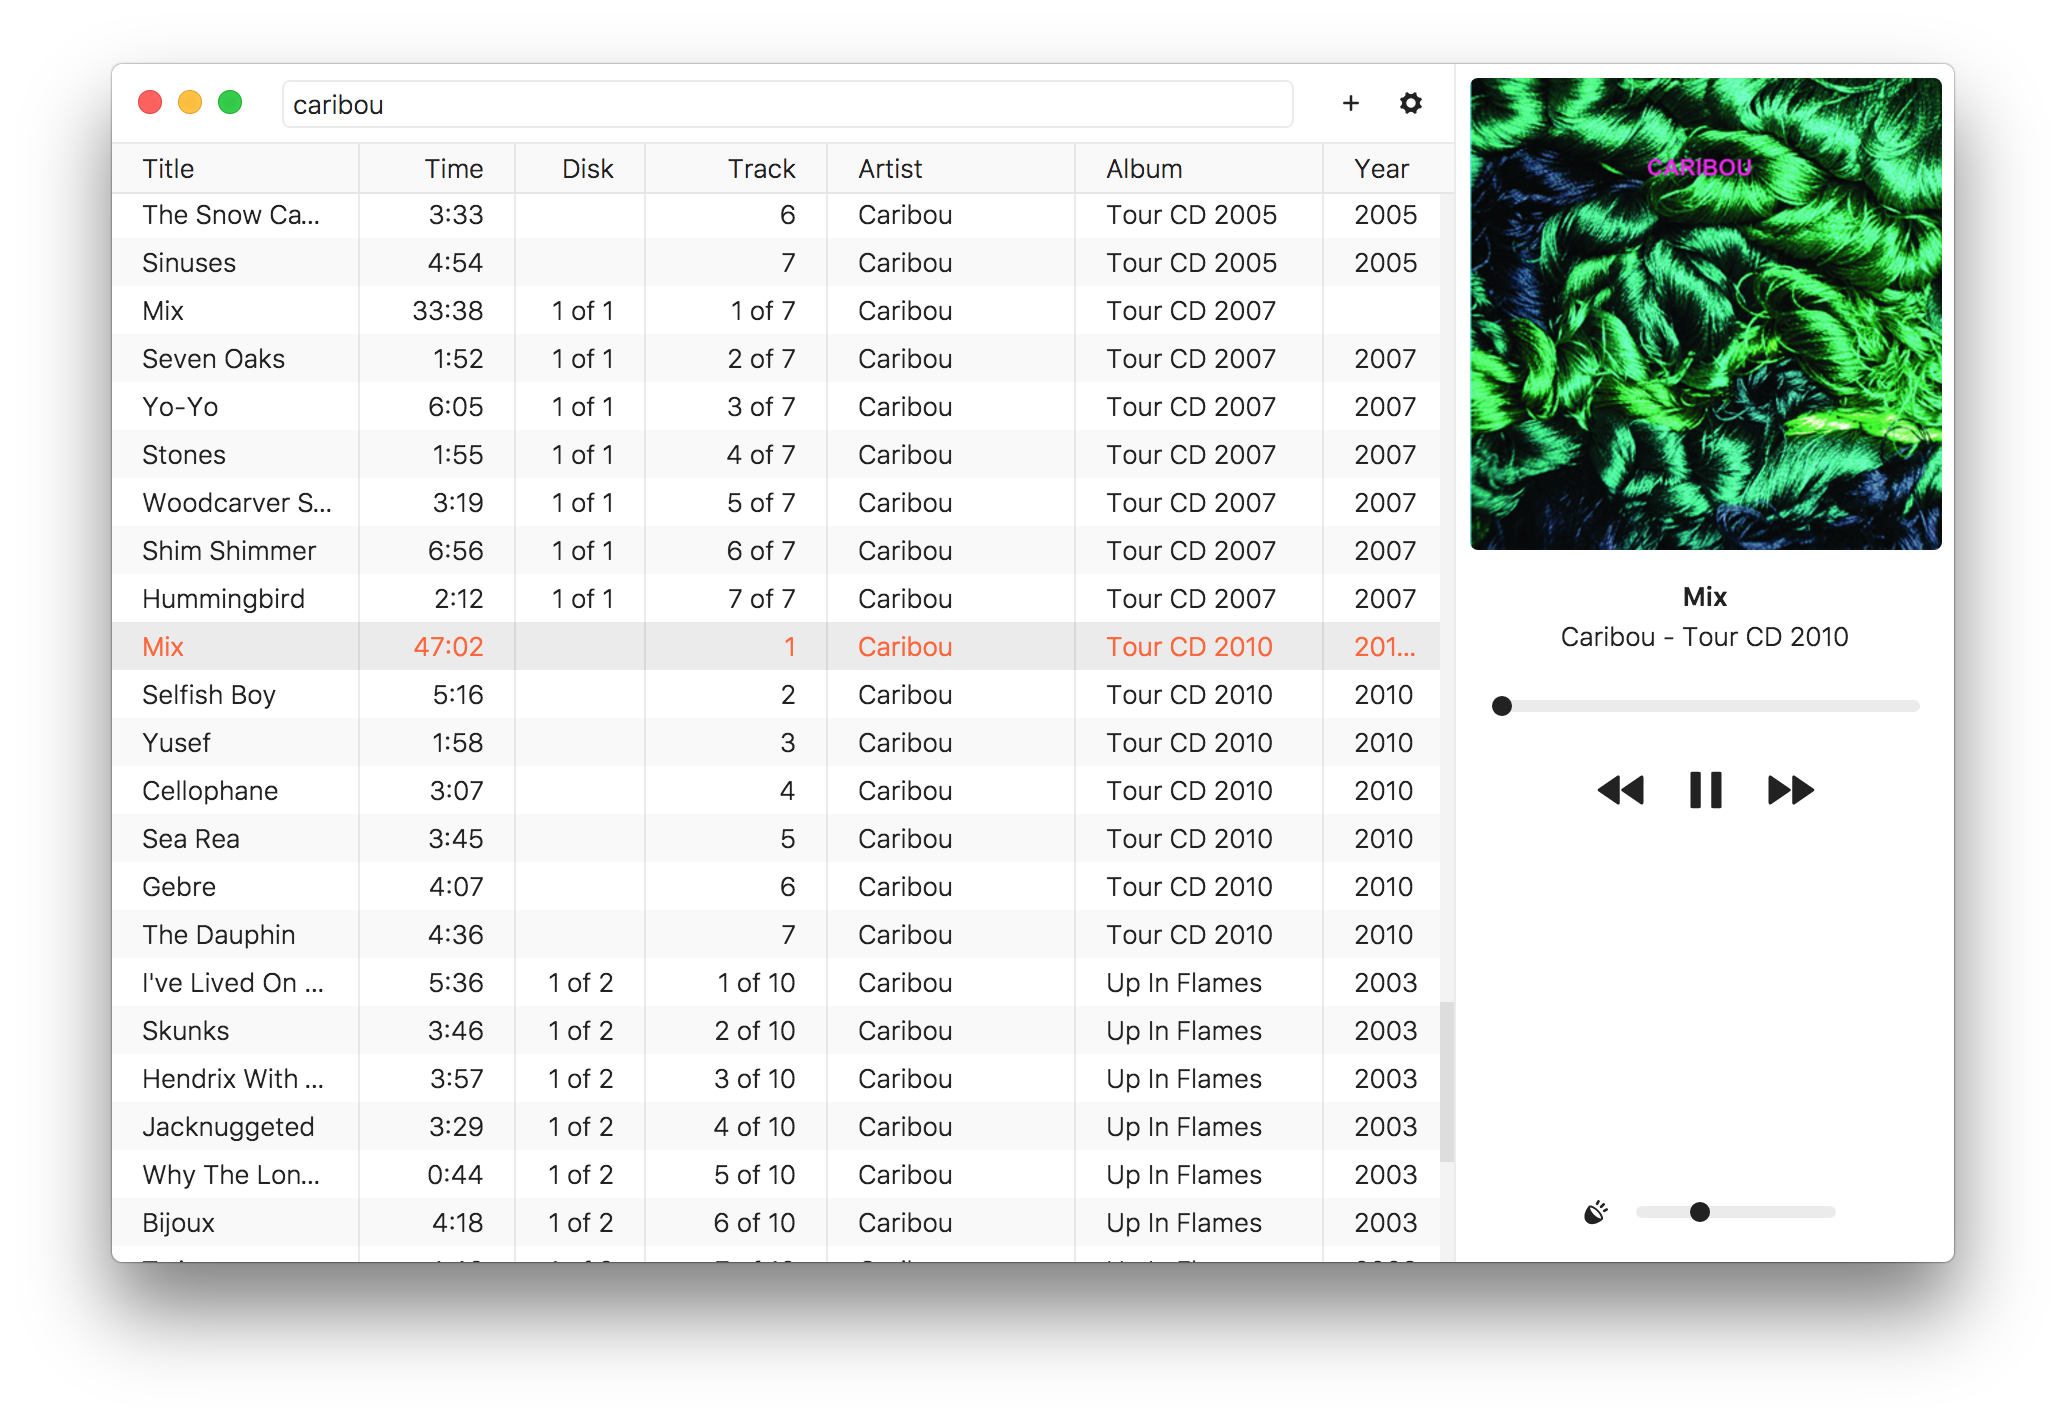 caribou
Title Time Disk Track Artist Album Year
The Snow Ca... 3:33 6 Caribou Tour CD 2005 2005
Sinuses 4:54 7 Caribou Tour CD 2005 2005
Mix 33:38 1 of 1 1 of 7 Caribou Tour CD 2007
Seven Oaks 1:52 1 of 1 2 of 7 Caribou Tour CD 2007 2007
Yo-Yo 6:05 1 of 1 3 of 7 Caribou Tour CD 2007 2007
Stones 1:55 1 of 1 4 of 7 Caribou Tour CD 2007 2007
Woodcarver S... 3:19 1 of 1 5 of 7 Caribou Tour CD 2007 2007
Shim Shimmer 6:56 1 of 1 6 of 7 Caribou Tour CD 2007 2007
Hummingbird 2:12 1 of 1 7 of 7 Caribou Tour CD 2007 2007
Mix 47:02 1 Caribou Tour CD 2010 201...
Selfish Boy 5:16 2 Caribou Tour CD 2010 2010
Yusef 1:58 3 Caribou Tour CD 2010 2010
Cellophane 3:07 4 Caribou Tour CD 2010 2010
Sea Rea 3:45 5 Caribou Tour CD 2010 2010
Gebre 4:07 6 Caribou Tour CD 2010 2010
The Dauphin 4:36 7 Caribou Tour CD 2010 2010
I've Lived On ... 5:36 1 of 2 1 of 10 Caribou Up In Flames 2003
Skunks 3:46 1 of 2 2 of 10 Caribou Up In Flames 2003
Hendrix With ... 3:57 1 of 2 3 of 10 Caribou Up In Flames 2003
Jacknuggeted 3:29 1 of 2 4 of 10 Caribou Up In Flames 2003
Why The Lon... 0:44 1 of 2 5 of 10 Caribou Up In Flames 2003
Bijoux 4:18 1 of 2 6 of 10 Caribou Up In Flames 2003
CARIBOU
Mix
Caribou - Tour CD 2010